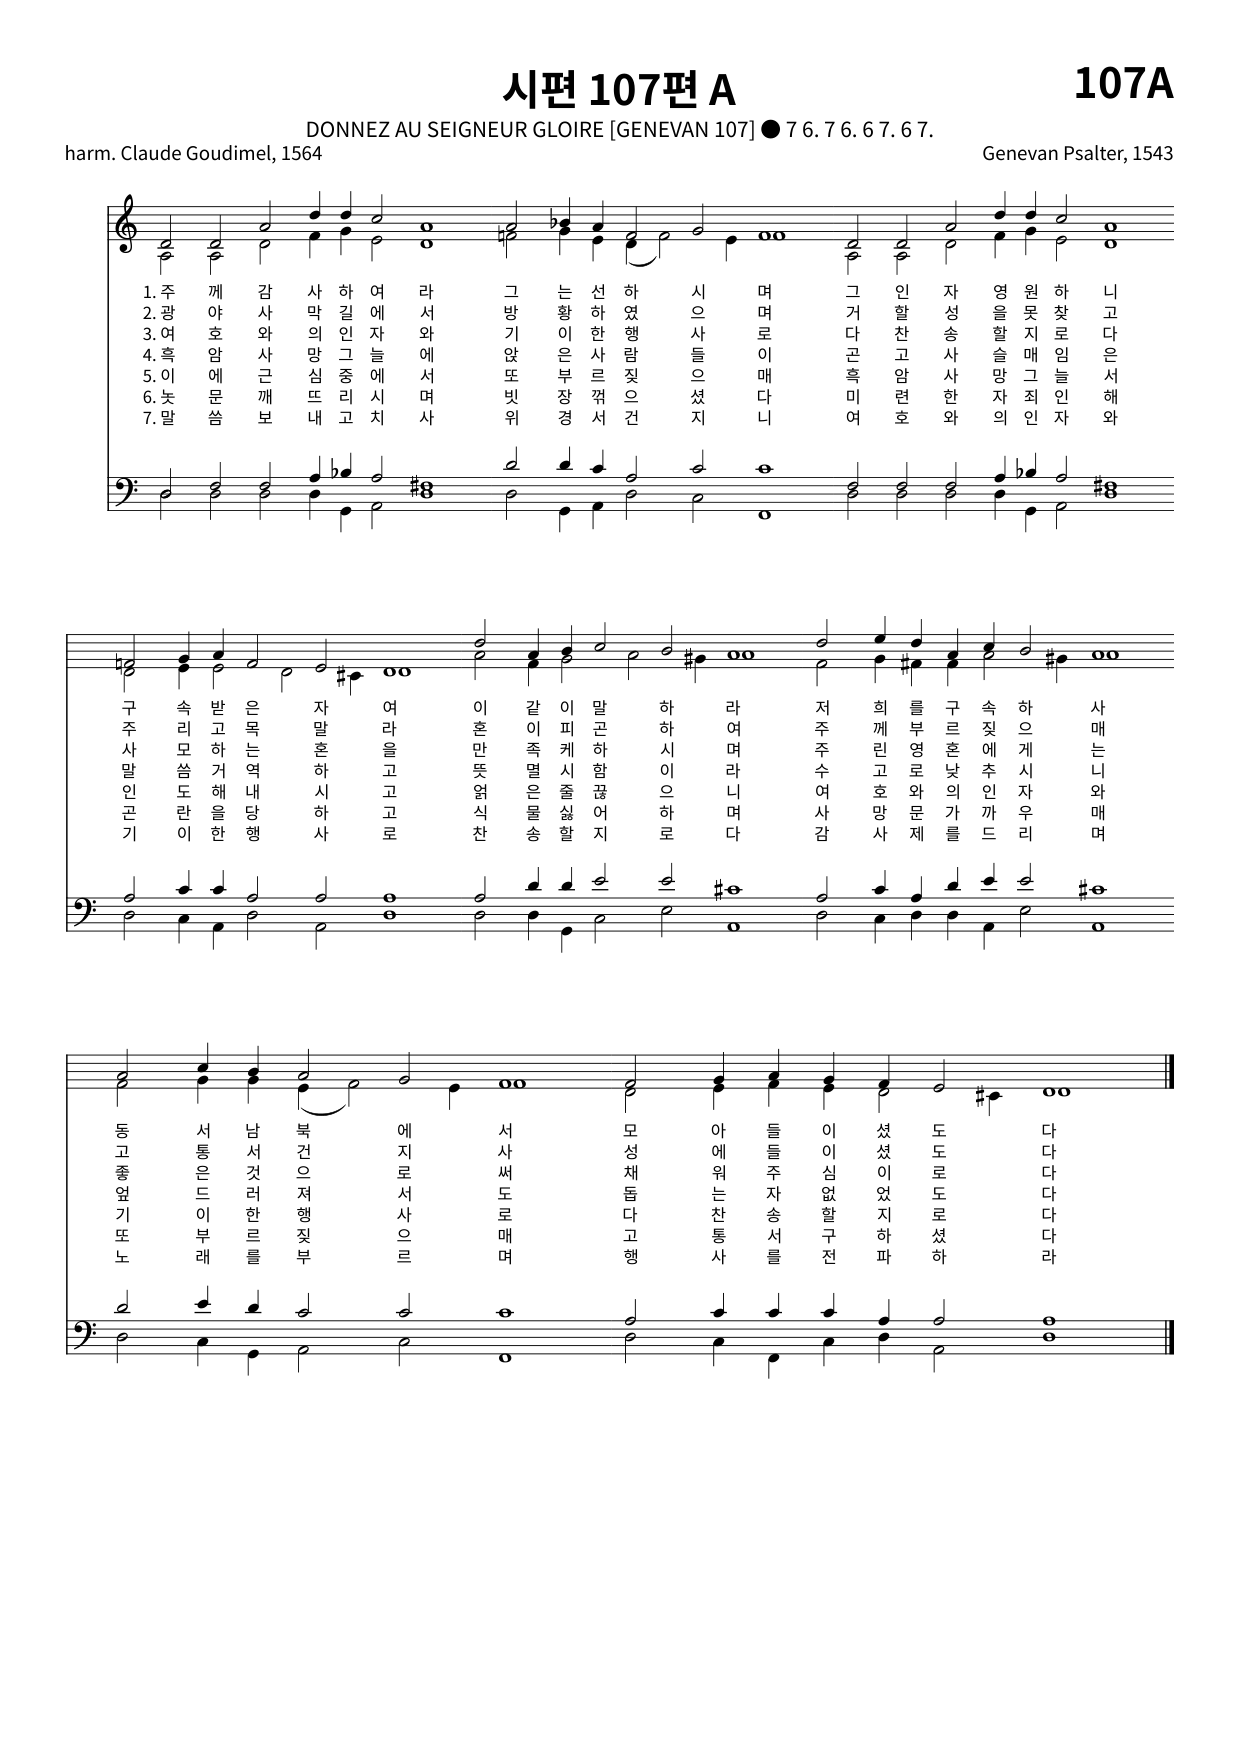 시편 107편 A
107A
DONNEZ AU SEIGNEUR GLOIRE [GENEVAN 107] ● 7 6. 7 6. 6 7. 6 7.
harm. Claude Goudimel, 1564
Genevan Psalter, 1543
1. 주 께 감 사 하 여 라 그 는 선 하 시 며 그 인 자 영 원 하 니
2. 광 야 사 막 길 에 서 방 황 하 였 으 며 거 할 성 을 못 찾 고
3. 여 호 와 의 인 자 와 기 이 한 행 사 로 다 찬 송 할 지 로 다
4. 흑 암 사 망 그 늘 에 앉 은 사 람 들 이 곤 고 사 슬 매 임 은
5. 이 에 근 심 중 에 서 또 부 르 짖 으 매 흑 암 사 망 그 늘 서
6. 놋 문 깨 뜨 리 시 며 빗 장 꺾 으 셨 다 미 련 한 자 죄 인 해
7. 말 씀 보 내 고 치 사 위 경 서 건 지 니 여 호 와 의 인 자 와
구 속 받 은 자 여 이 같 이 말 하 라 저 희 를 구 속 하 사
주 리 고 목 말 라 혼 이 피 곤 하 여 주 께 부 르 짖 으 매
사 모 하 는 혼 을 만 족 케 하 시 며 주 린 영 혼 에 게 는
말 씀 거 역 하 고 뜻 멸 시 함 이 라 수 고 로 낮 추 시 니
인 도 해 내 시 고 얽 은 줄 끊 으 니 여 호 와 의 인 자 와
곤 란 을 당 하 고 식 물 싫 어 하 며 사 망 문 가 까 우 매
기 이 한 행 사 로 찬 송 할 지 로 다 감 사 제 를 드 리 며
동 서 남 북 에 서 모 아 들 이 셨 도 다
고 통 서 건 지 사 성 에 들 이 셨 도 다
좋 은 것 으 로 써 채 워 주 심 이 로 다
엎 드 러 져 서 도 돕 는 자 없 었 도 다
기 이 한 행 사 로 다 찬 송 할 지 로 다
또 부 르 짖 으 매 고 통 서 구 하 셨 다
노 래 를 부 르 며 행 사 를 전 파 하 라